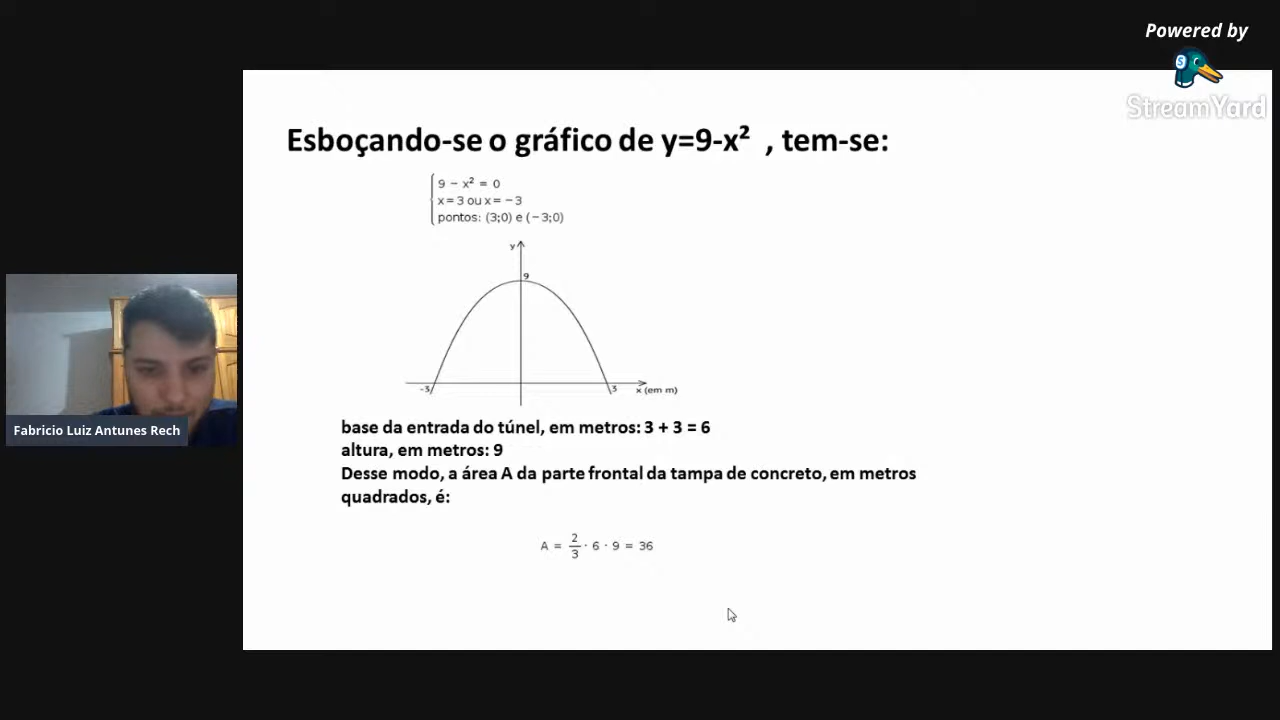 Powered by
StreamYard
Esboçando-se o gráfico de y=9-x² , tem-se:
9 − x² = 0
x = 3 ou x = − 3
pontos: (3;0) e (− 3;0)
y
9
-3
3
x (em m)
base da entrada do túnel, em metros: 3 + 3 = 6
altura, em metros: 9
Desse modo, a área A da parte frontal da tampa de concreto, em metros
quadrados, é:
A = 2/3 · 6 · 9 = 36
Fabricio Luiz Antunes Rech